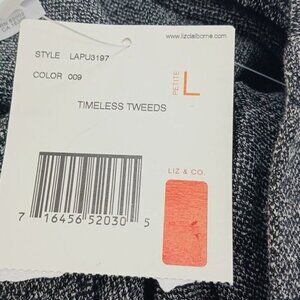 www.lizclaiborne.com
STYLE LAPU3197
COLOR 009
PETITE L
TIMELESS TWEEDS
LIZ & CO.
7 16456 52030 5